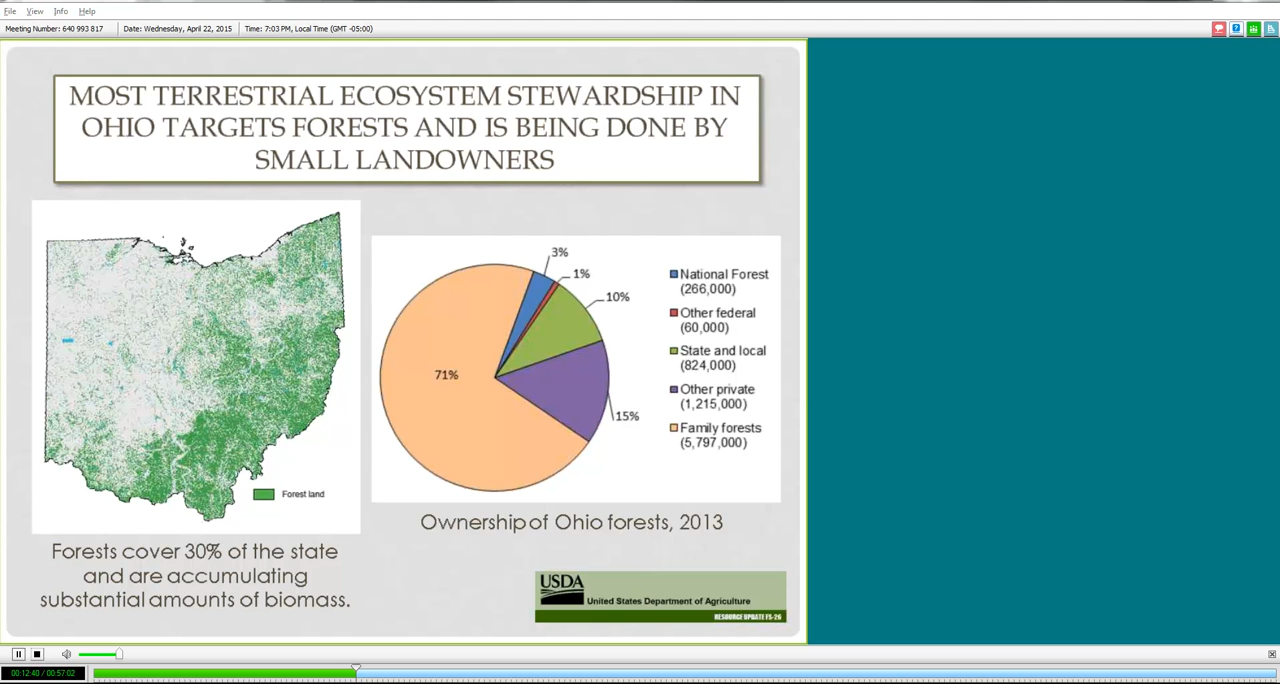 File View Info Help
Meeting Number: 640 993 817 Date: Wednesday, April 22, 2015 Time: 7:03 PM, Local Time (GMT -05:00)
MOST TERRESTRIAL ECOSYSTEM STEWARDSHIP IN
OHIO TARGETS FORESTS AND IS BEING DONE BY
SMALL LANDOWNERS
Forest land
Forests cover 30% of the state
and are accumulating
substantial amounts of biomass.
3%
1%
10%
71%
15%
National Forest
(266,000)
Other federal
(60,000)
State and local
(824,000)
Other private
(1,215,000)
Family forests
(5,797,000)
Ownership of Ohio forests, 2013
USDA
United States Department of Agriculture
RESOURCE UPDATE FS-26
00:12:40 / 00:57:02